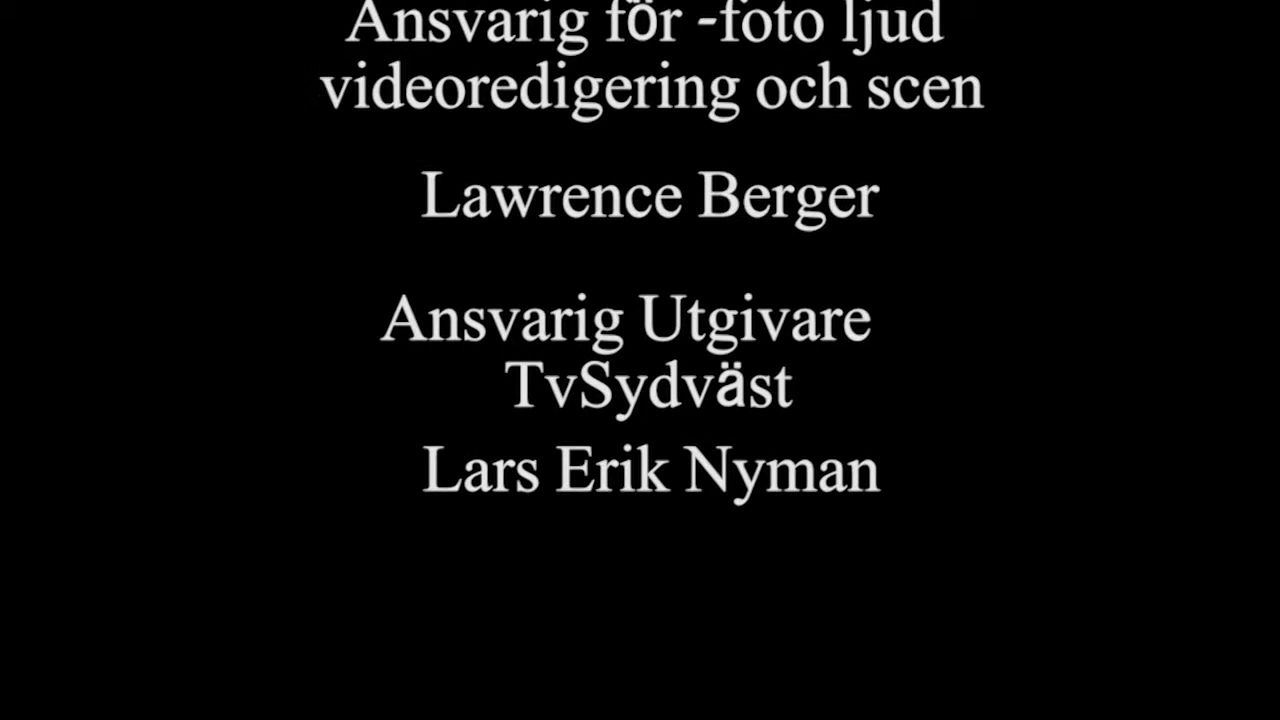 Ansvarig för -foto ljud
videoredigering och scen
Lawrence Berger
Ansvarig Utgivare
TvSydväst
Lars Erik Nyman